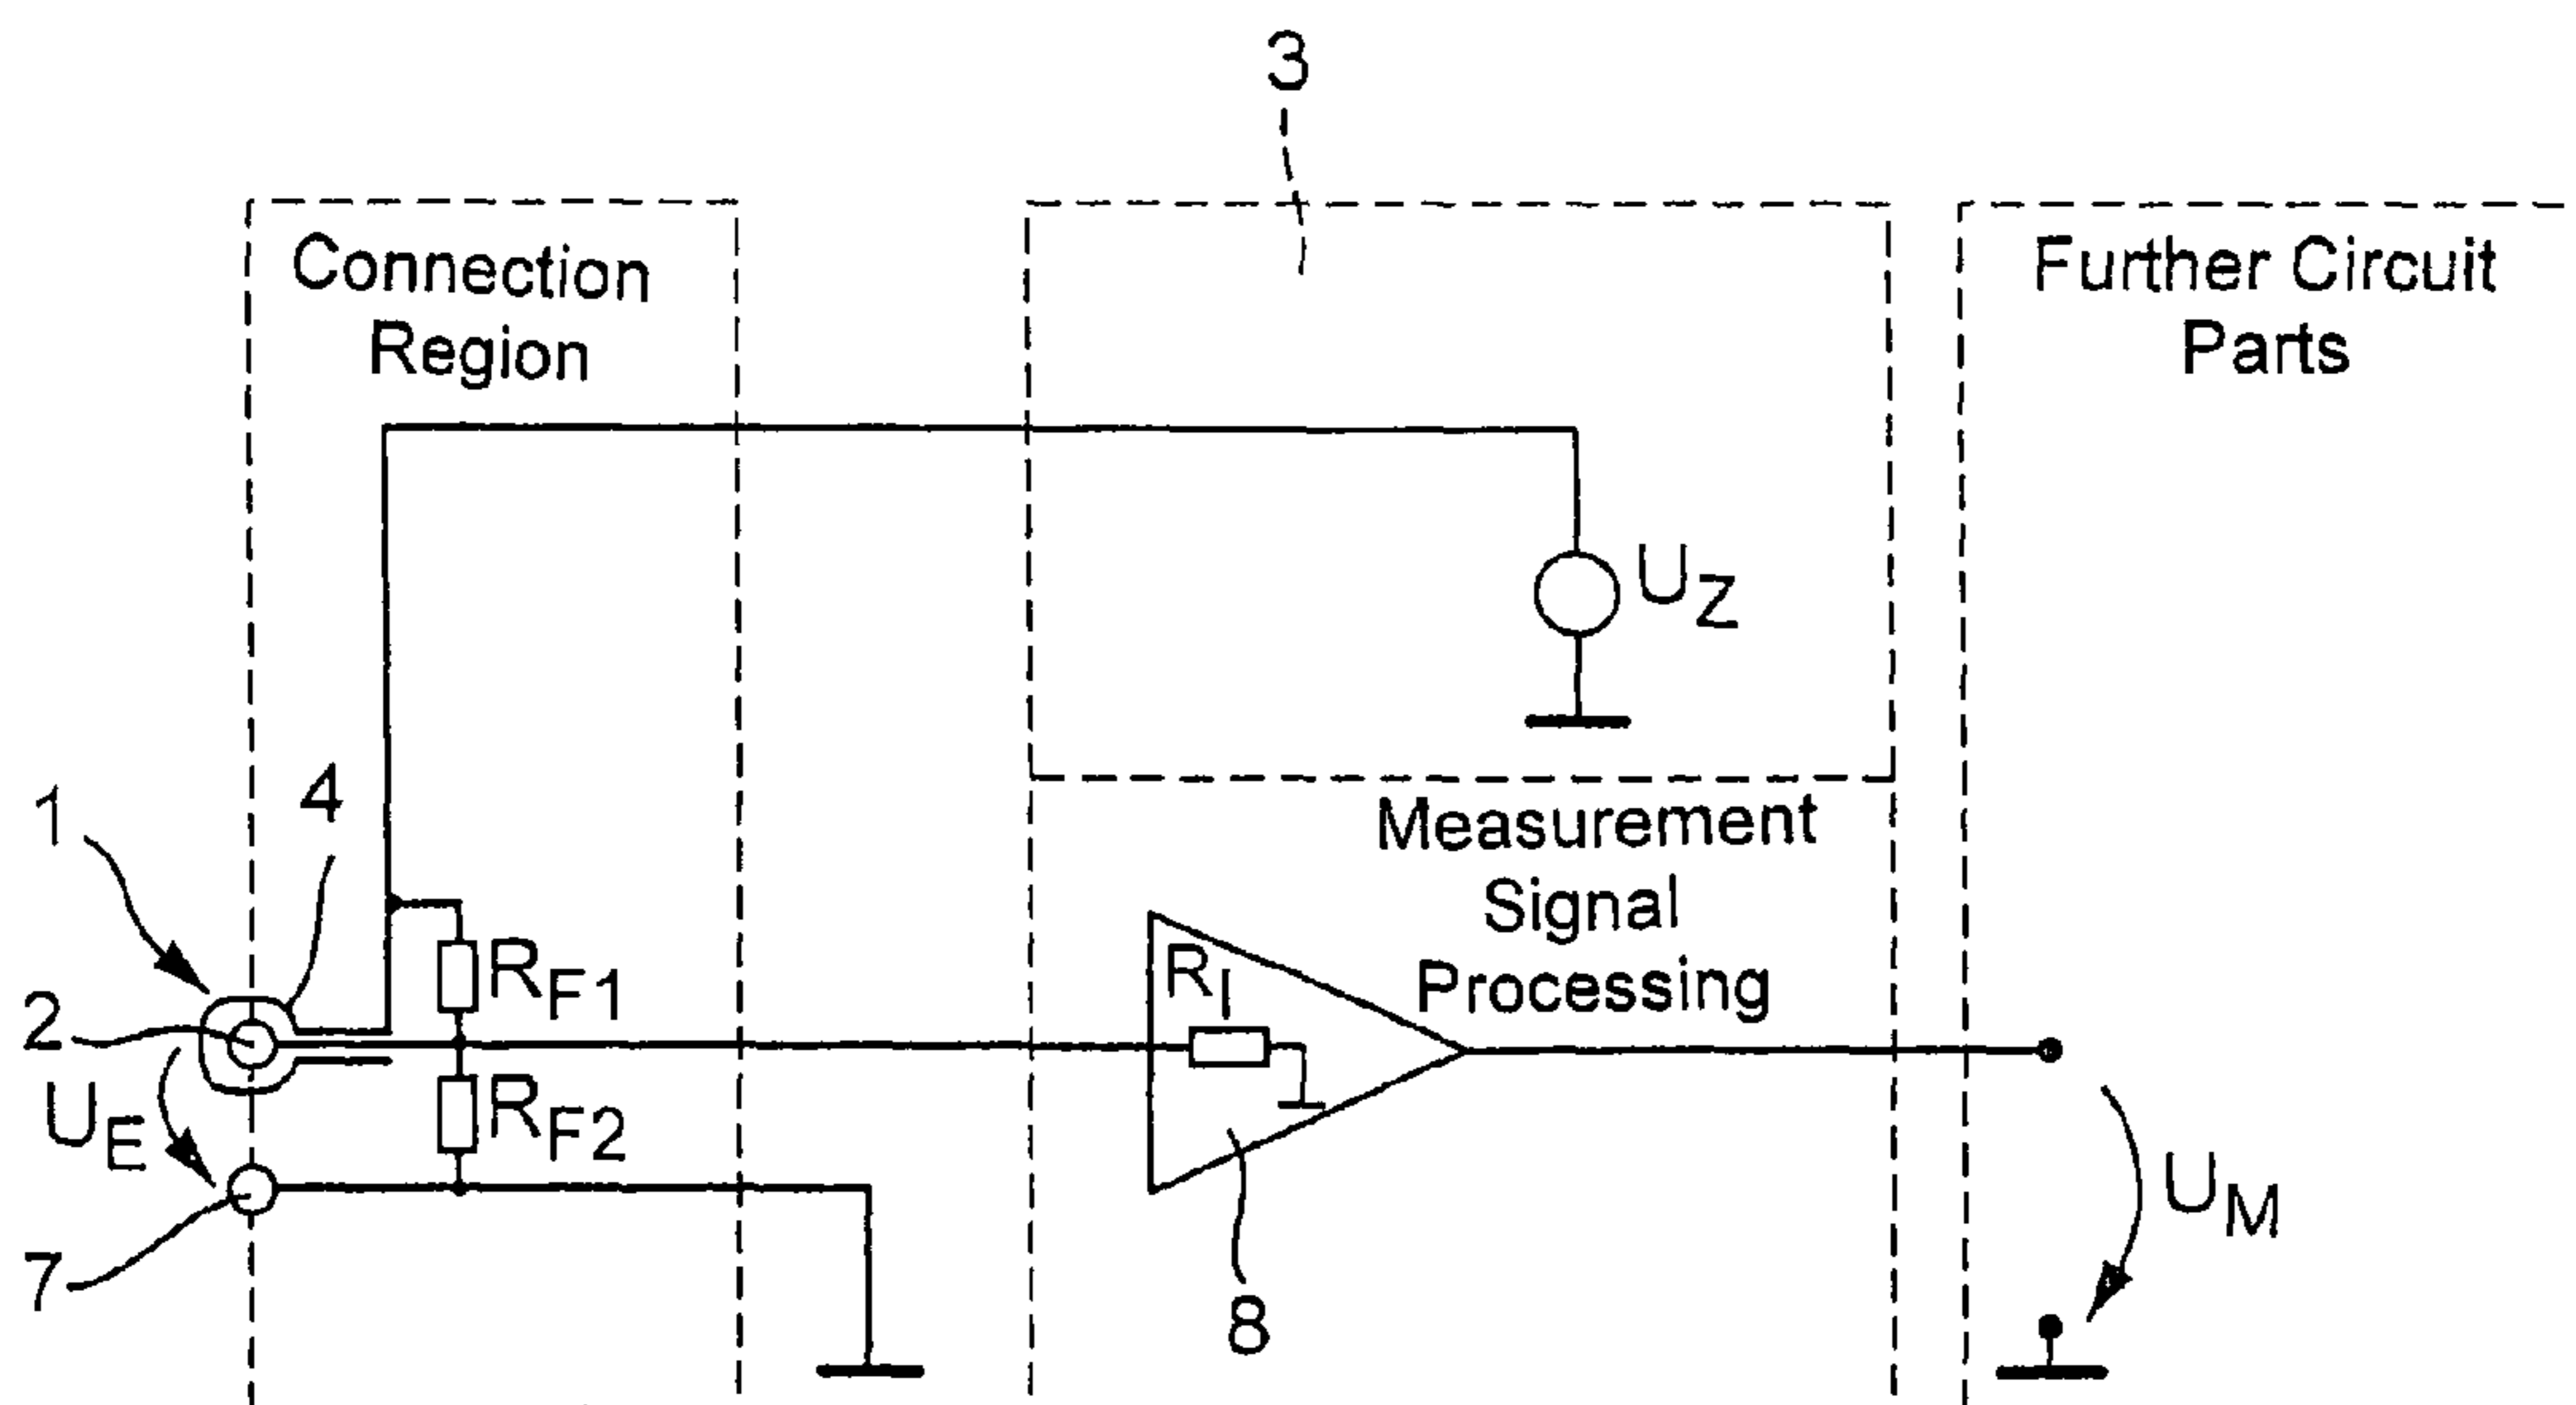 3
Connection
Region
Further Circuit
Parts
U_Z
4
1
Measurement
Signal
Processing
R_F1
R_I
2
U_E
R_F2
U_M
7
8